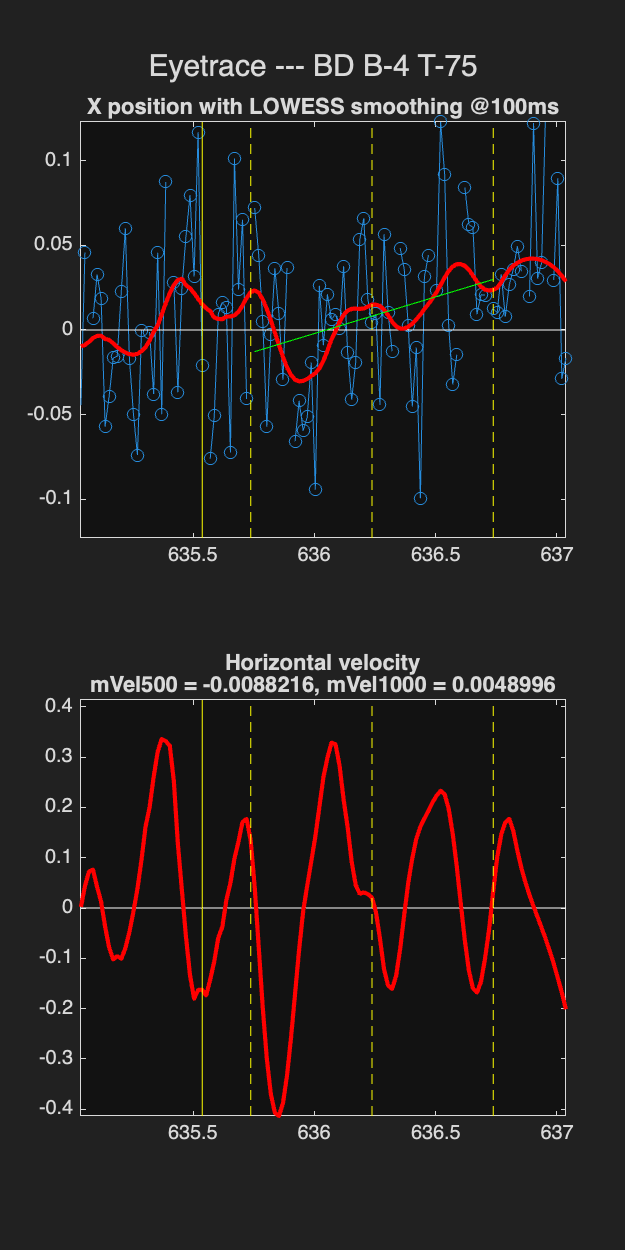 Eyetrace --- BD B-4 T-75
X position with LOWESS smoothing @100ms
0.1
0.05
0
-0.05
-0.1
635.5 636 636.5 637
Horizontal velocity
mVel500 = -0.0088216, mVel1000 = 0.0048996
0.4
0.3
0.2
0.1
0
-0.1
-0.2
-0.3
-0.4
635.5 636 636.5 637